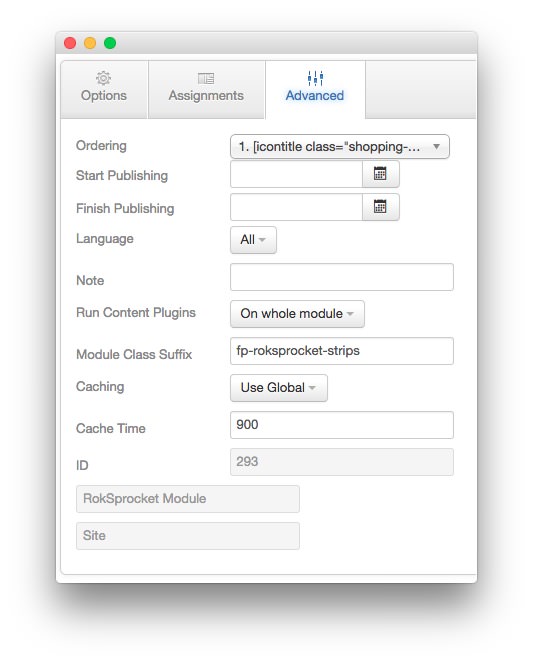 Options
Assignments
Advanced
Ordering
1. [icontitle class="shopping-...
Start Publishing
Finish Publishing
Language
All
Note
Run Content Plugins
On whole module
Module Class Suffix
fp-roksprocket-strips
Caching
Use Global
Cache Time
900
ID
293
RokSprocket Module
Site